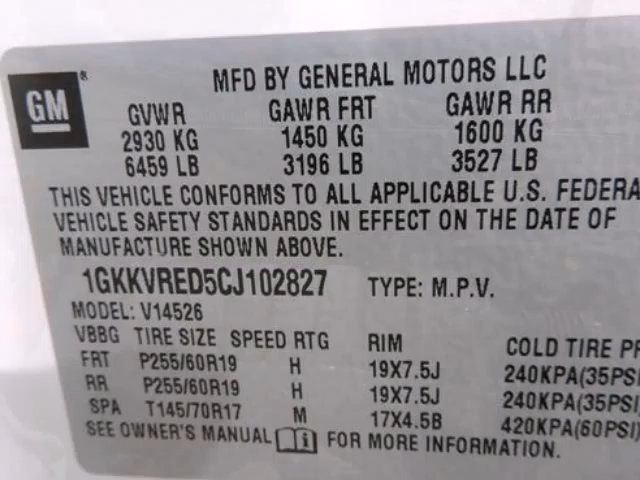 MFD BY GENERAL MOTORS LLC
GM®
GVWR GAWR FRT GAWR RR
2930 KG 1450 KG 1600 KG
6459 LB 3196 LB 3527 LB
THIS VEHICLE CONFORMS TO ALL APPLICABLE U.S. FEDERA
VEHICLE SAFETY STANDARDS IN EFFECT ON THE DATE OF
MANUFACTURE SHOWN ABOVE.
1GKKVRED5CJ102827 TYPE: M.P.V.
MODEL: V14526
VBBG TIRE SIZE SPEED RTG RIM COLD TIRE PR
FRT P255/60R19 H 19X7.5J 240KPA(35PSI
RR P255/60R19 H 19X7.5J 240KPA(35PSI)
SPA T145/70R17 M 17X4.5B 420KPA(60PSI)
SEE OWNER'S MANUAL FOR MORE INFORMATION.